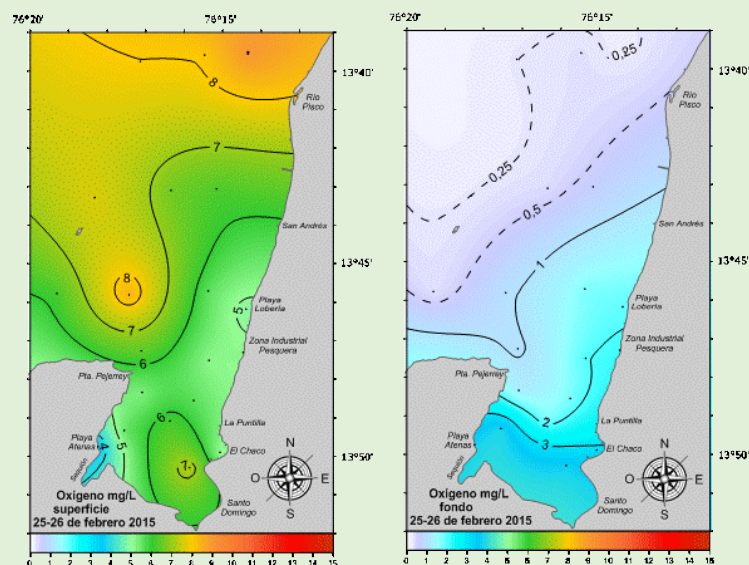 76°20' 76°15'
8
13°40'
Río
Pisco
7
San Andrés
13°45'
8
Playa
Lobería
5
7
Zona Industrial
Pesquera
6
Pta. Pejerrey
6
La Puntilla
Playa
Atenas
4
5
El Chaco
13°50'
7
Sequión
N
O E
S
Oxigeno mg/L
superficie
25-26 de febrero 2015
Santo
Domingo
0 1 2 3 4 5 6 7 8 9 10 11 12 13 14 15
76°20' 76°15'
0,25
13°40'
Río
Pisco
0,25
0,5
San Andrés
1
13°45'
Playa
Lobería
Zona Industrial
Pesquera
Pta. Pejerrey
2
La Puntilla
Playa
Atenas
3
El Chaco
13°50'
Sequión
N
O E
S
Oxigeno mg/L
fondo
25-26 de febrero 2015
Santo
Domingo
0 1 2 3 4 5 6 7 8 9 10 11 12 13 14 15